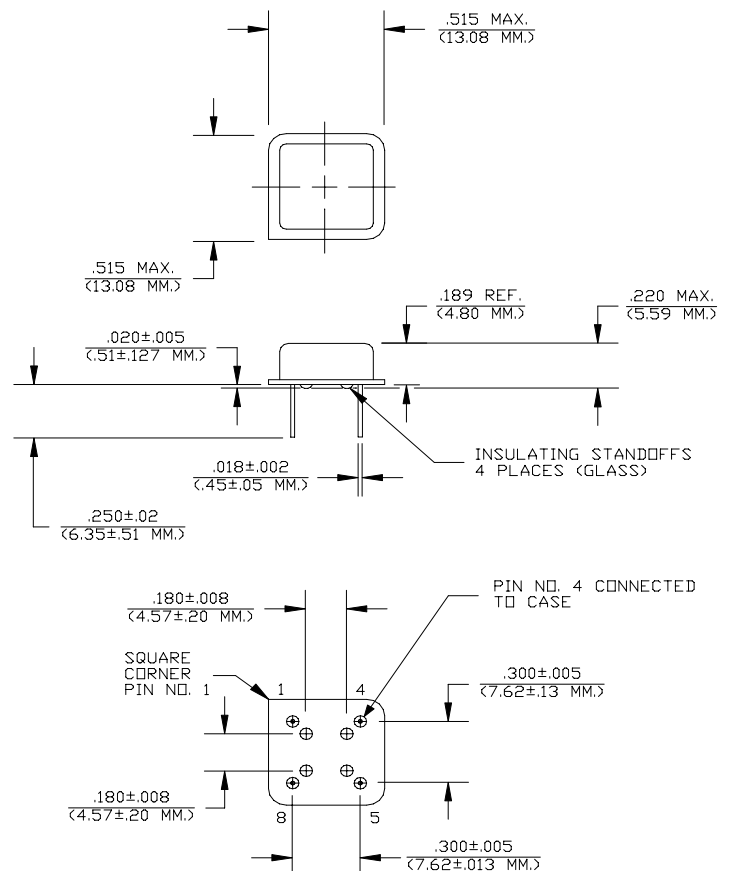 .515 MAX.
(13.08 MM.)
.515 MAX.
(13.08 MM.)
.189 REF.
(4.80 MM.)
.220 MAX.
(5.59 MM.)
.020±.005
(.51±.127 MM.)
INSULATING STANDOFFS
4 PLACES (GLASS)
.018±.002
(.45±.05 MM.)
.250±.02
(6.35±.51 MM.)
PIN NO. 4 CONNECTED
TO CASE
.180±.008
(4.57±.20 MM.)
SQUARE
CORNER
PIN NO. 1
1
4
.300±.005
(7.62±.13 MM.)
.180±.008
(4.57±.20 MM.)
8
5
.300±.005
(7.62±.013 MM.)